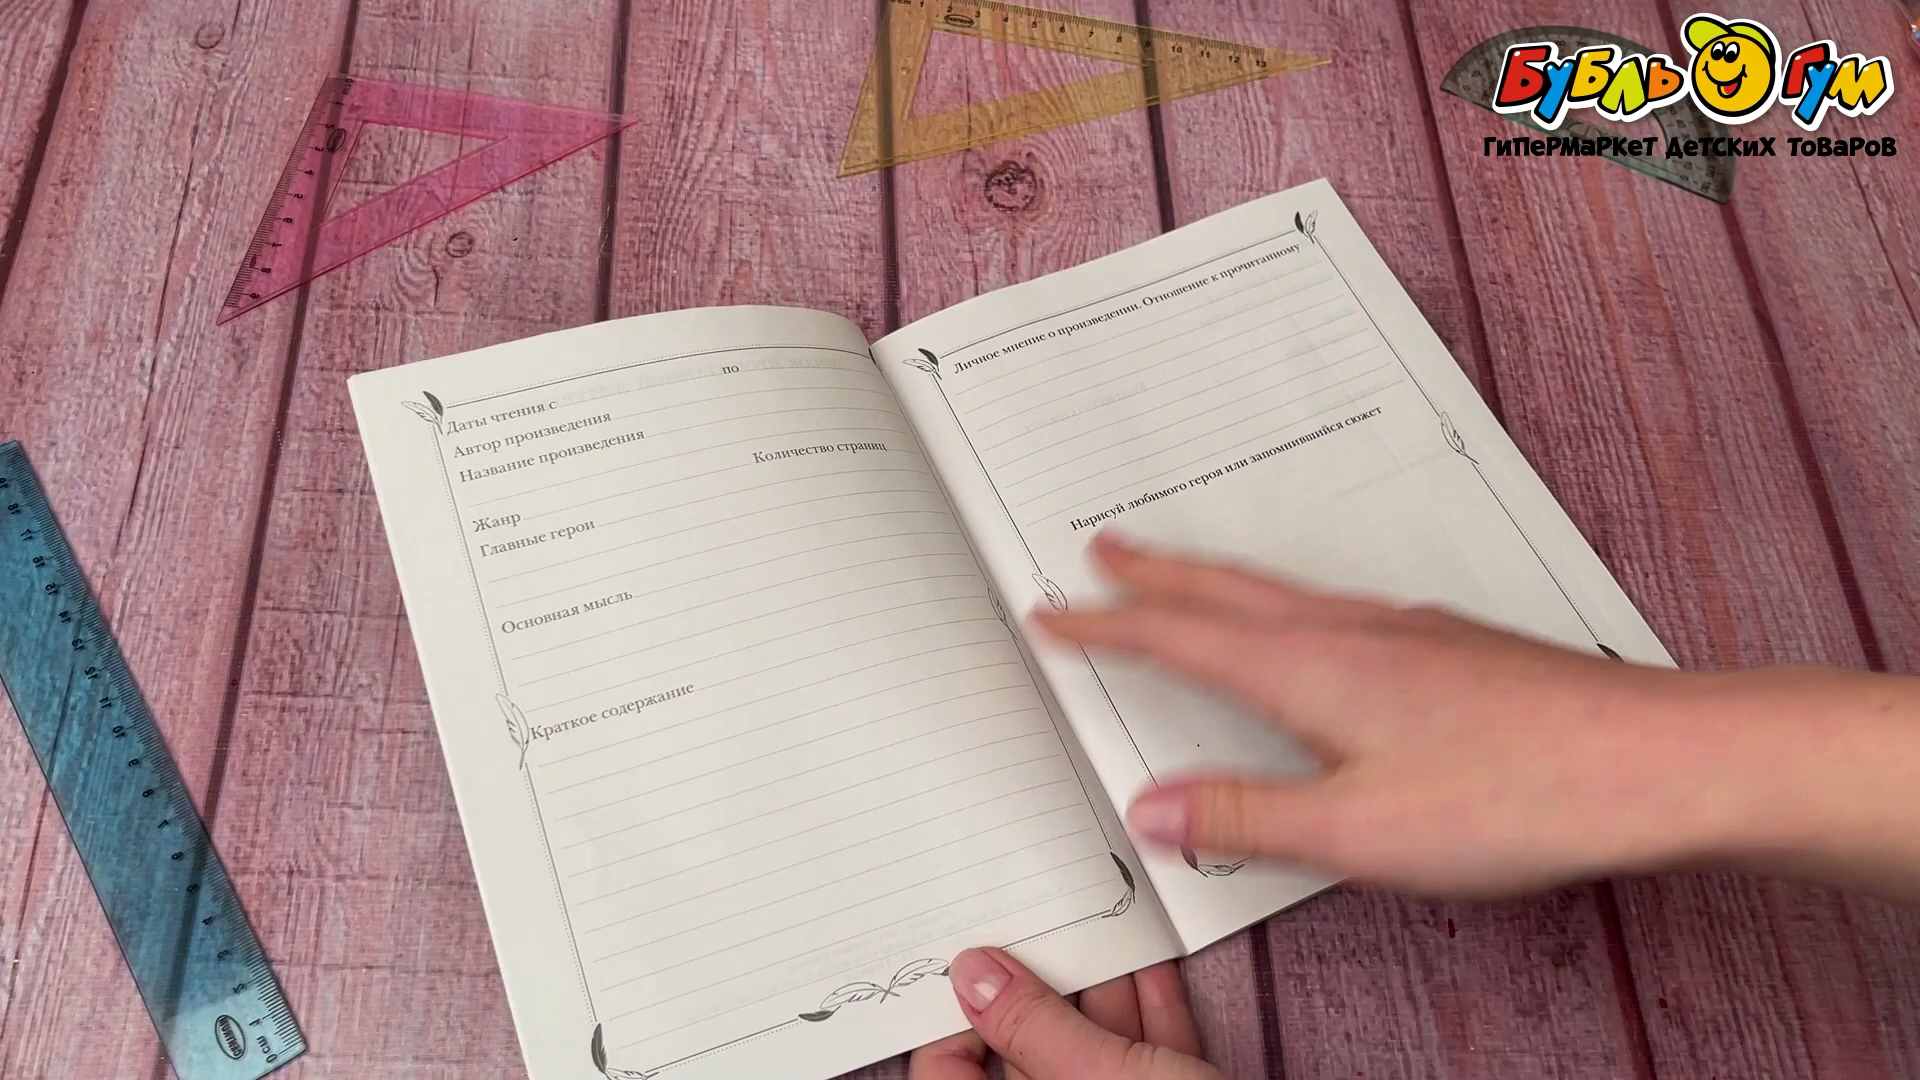 БУБЛЬ ГУМ
ГИПЕРМАРКЕТ ДЕТСКИХ ТОВАРОВ
Даты чтения с по
Автор произведения
Название произведения
Количество страниц
Жанр
Главные герои
Основная мысль
Краткое содержание
Личное мнение о произведении. Отношение к прочитанному
Нарисуй любимого героя или запомнившийся сюжет